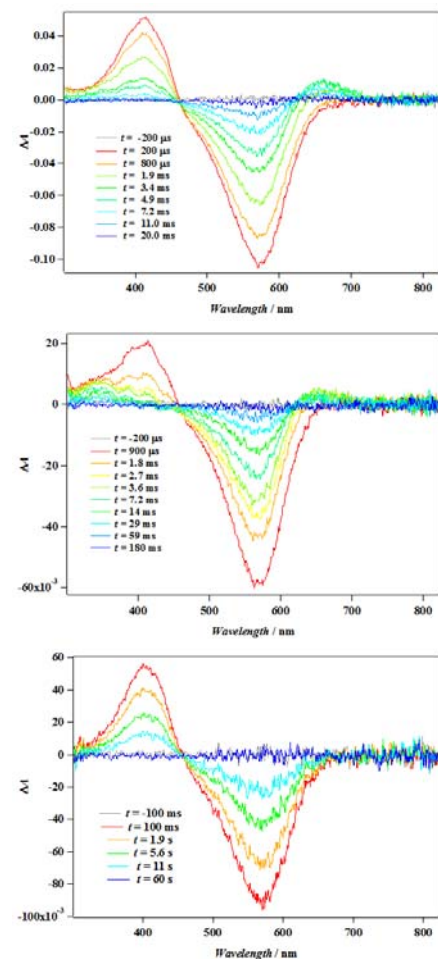 0.04
0.02
0.00
-0.02
-0.04
-0.06
-0.08
-0.10
ΔA
t = -200 μs
t = 200 μs
t = 800 μs
t = 1.9 ms
t = 3.4 ms
t = 4.9 ms
t = 7.2 ms
t = 11.0 ms
t = 20.0 ms
400 500 600 700 800
Wavelength / nm
20
0
-20
-40
-60x10⁻³
ΔA
t = -200 μs
t = 900 μs
t = 1.8 ms
t = 2.7 ms
t = 3.6 ms
t = 7.2 ms
t = 14 ms
t = 29 ms
t = 59 ms
t = 180 ms
400 500 600 700 800
Wavelength / nm
60
40
20
0
-20
-40
-60
-80
-100x10⁻³
ΔA
t = -100 ms
t = 100 ms
t = 1.9 s
t = 5.6 s
t = 11 s
t = 60 s
400 500 600 700 800
Wavelength / nm